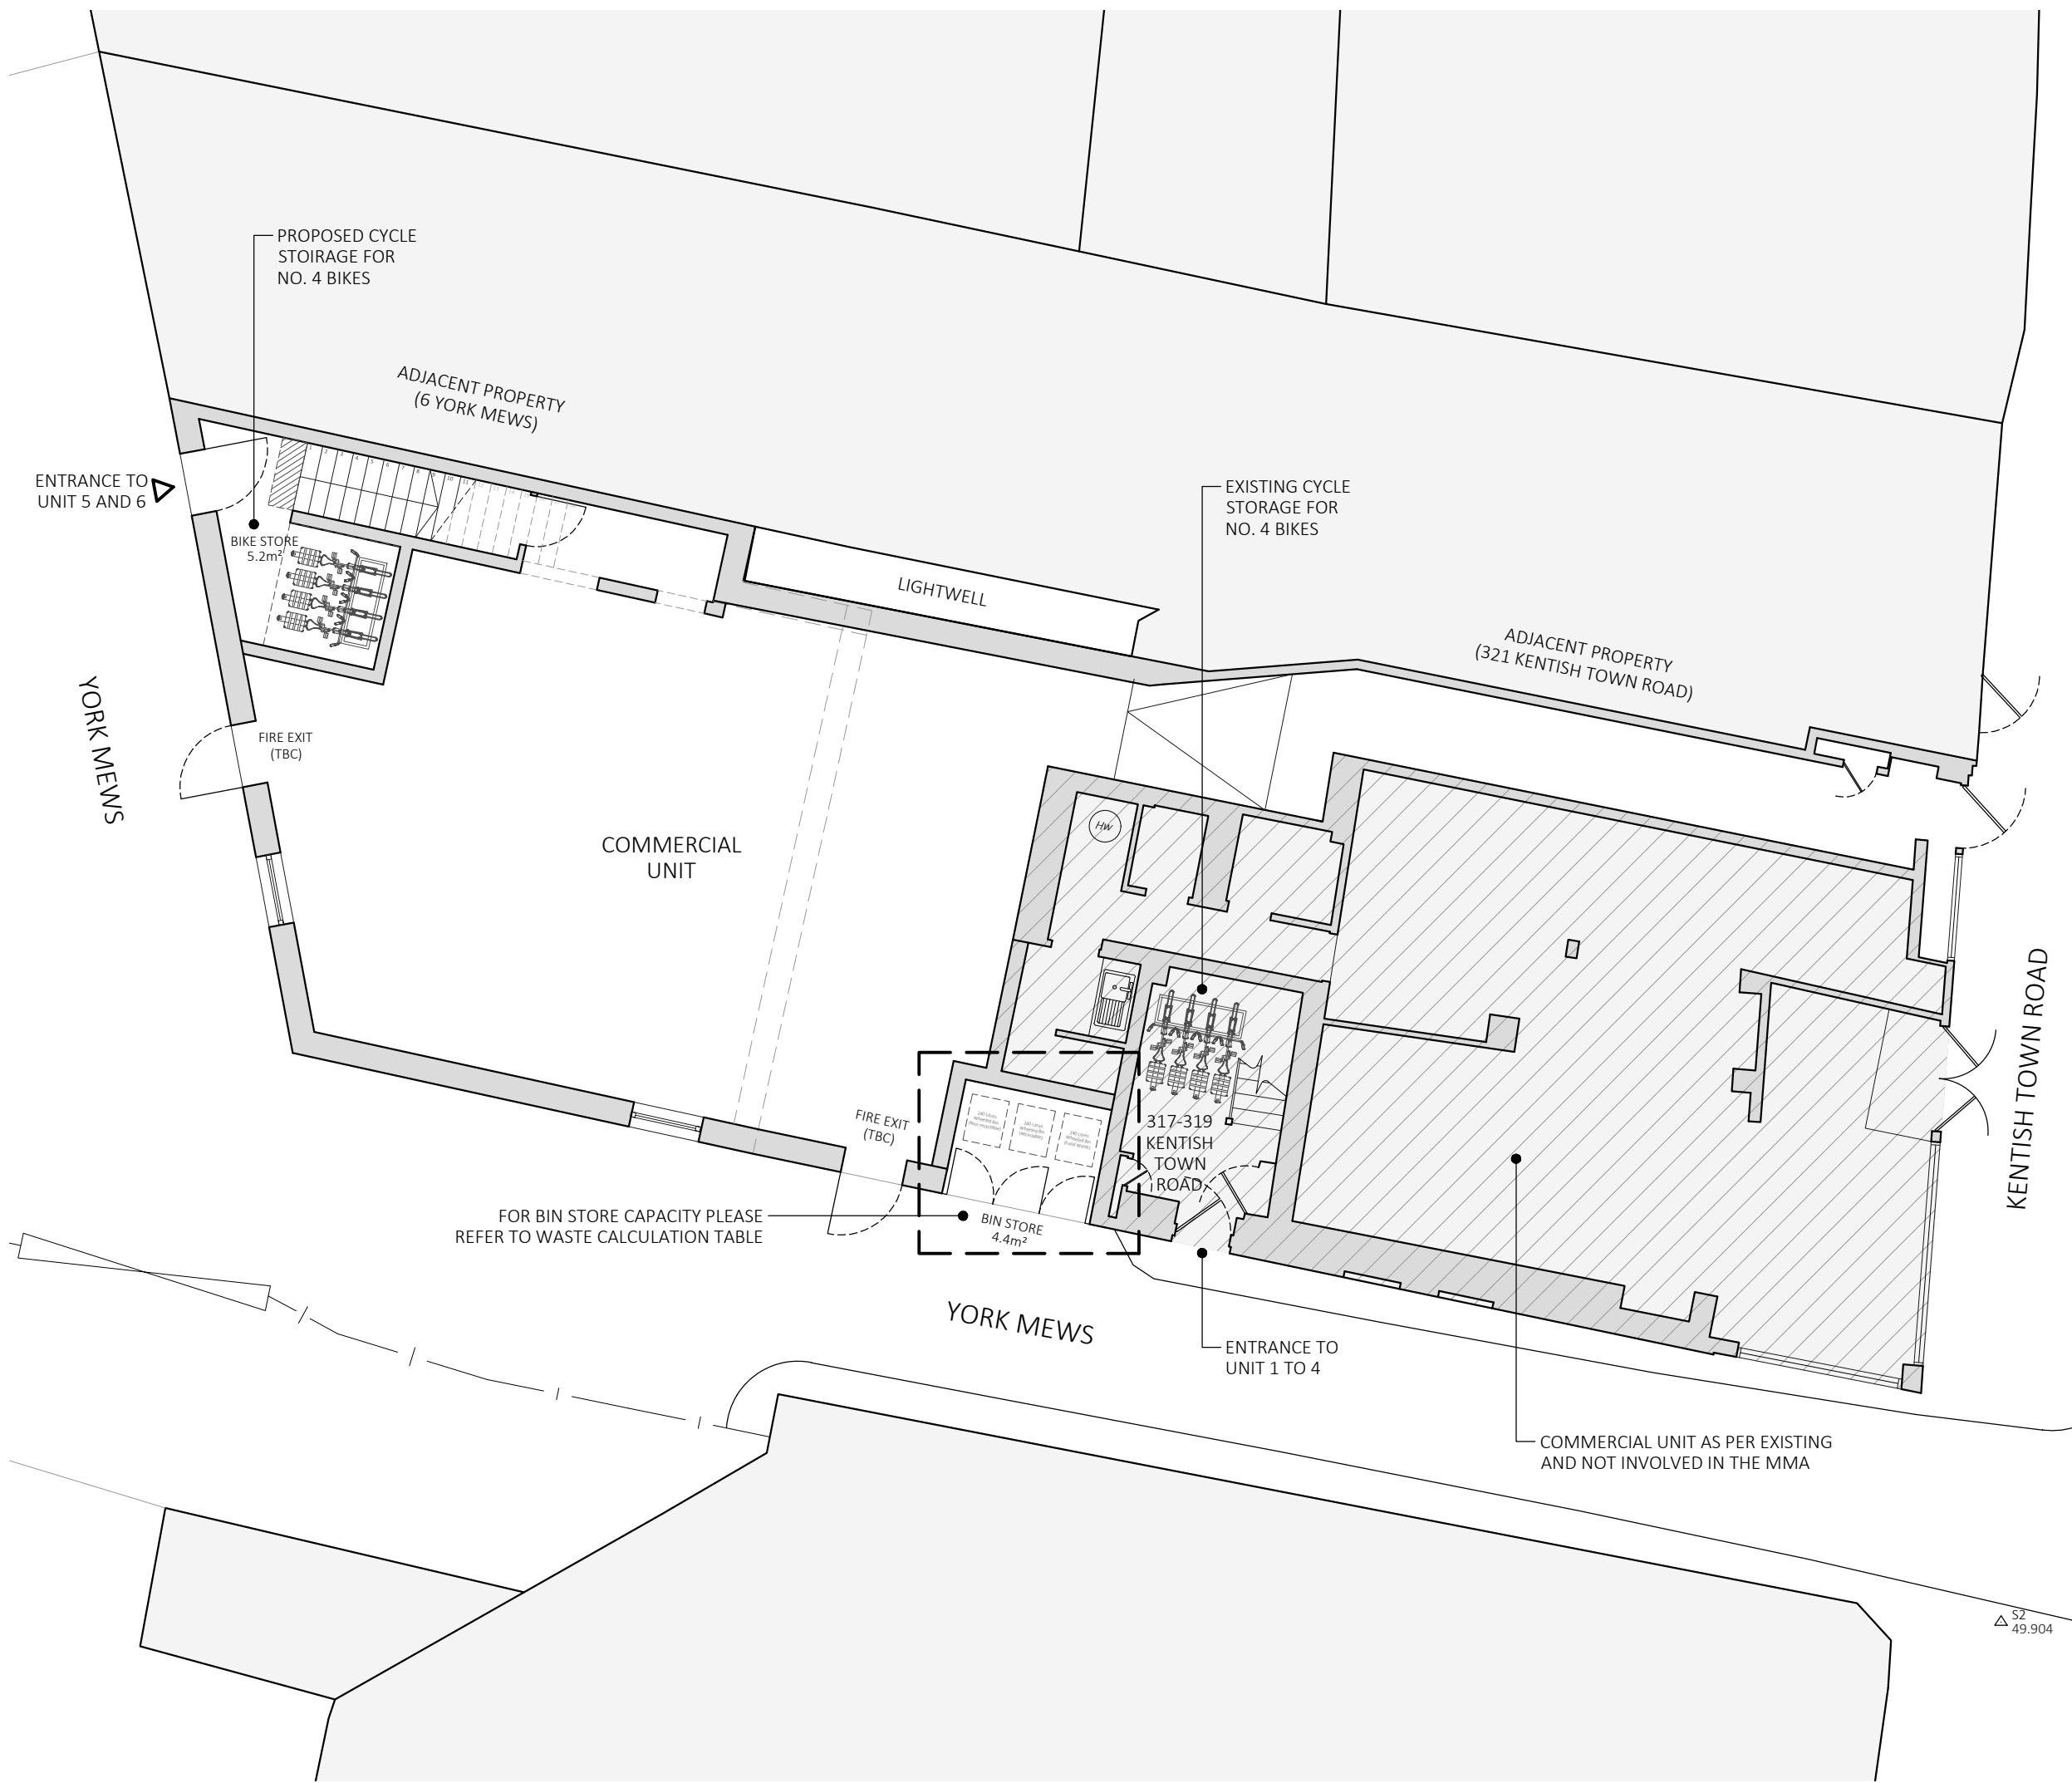 PROPOSED CYCLE
STOIRAGE FOR
NO. 4 BIKES
ADJACENT PROPERTY
(6 YORK MEWS)
ENTRANCE TO
UNIT 5 AND 6
BIKE STORE
5.2m²
EXISTING CYCLE
STORAGE FOR
NO. 4 BIKES
LIGHTWELL
ADJACENT PROPERTY
(321 KENTISH TOWN ROAD)
YORK MEWS
FIRE EXIT
(TBC)
COMMERCIAL
UNIT
HW
KENTISH TOWN ROAD
FIRE EXIT
(TBC)
317-319
KENTISH
TOWN
ROAD
FOR BIN STORE CAPACITY PLEASE
REFER TO WASTE CALCULATION TABLE
BIN STORE
4.4m²
YORK MEWS
ENTRANCE TO
UNIT 1 TO 4
COMMERCIAL UNIT AS PER EXISTING
AND NOT INVOLVED IN THE MMA
S2
49.904